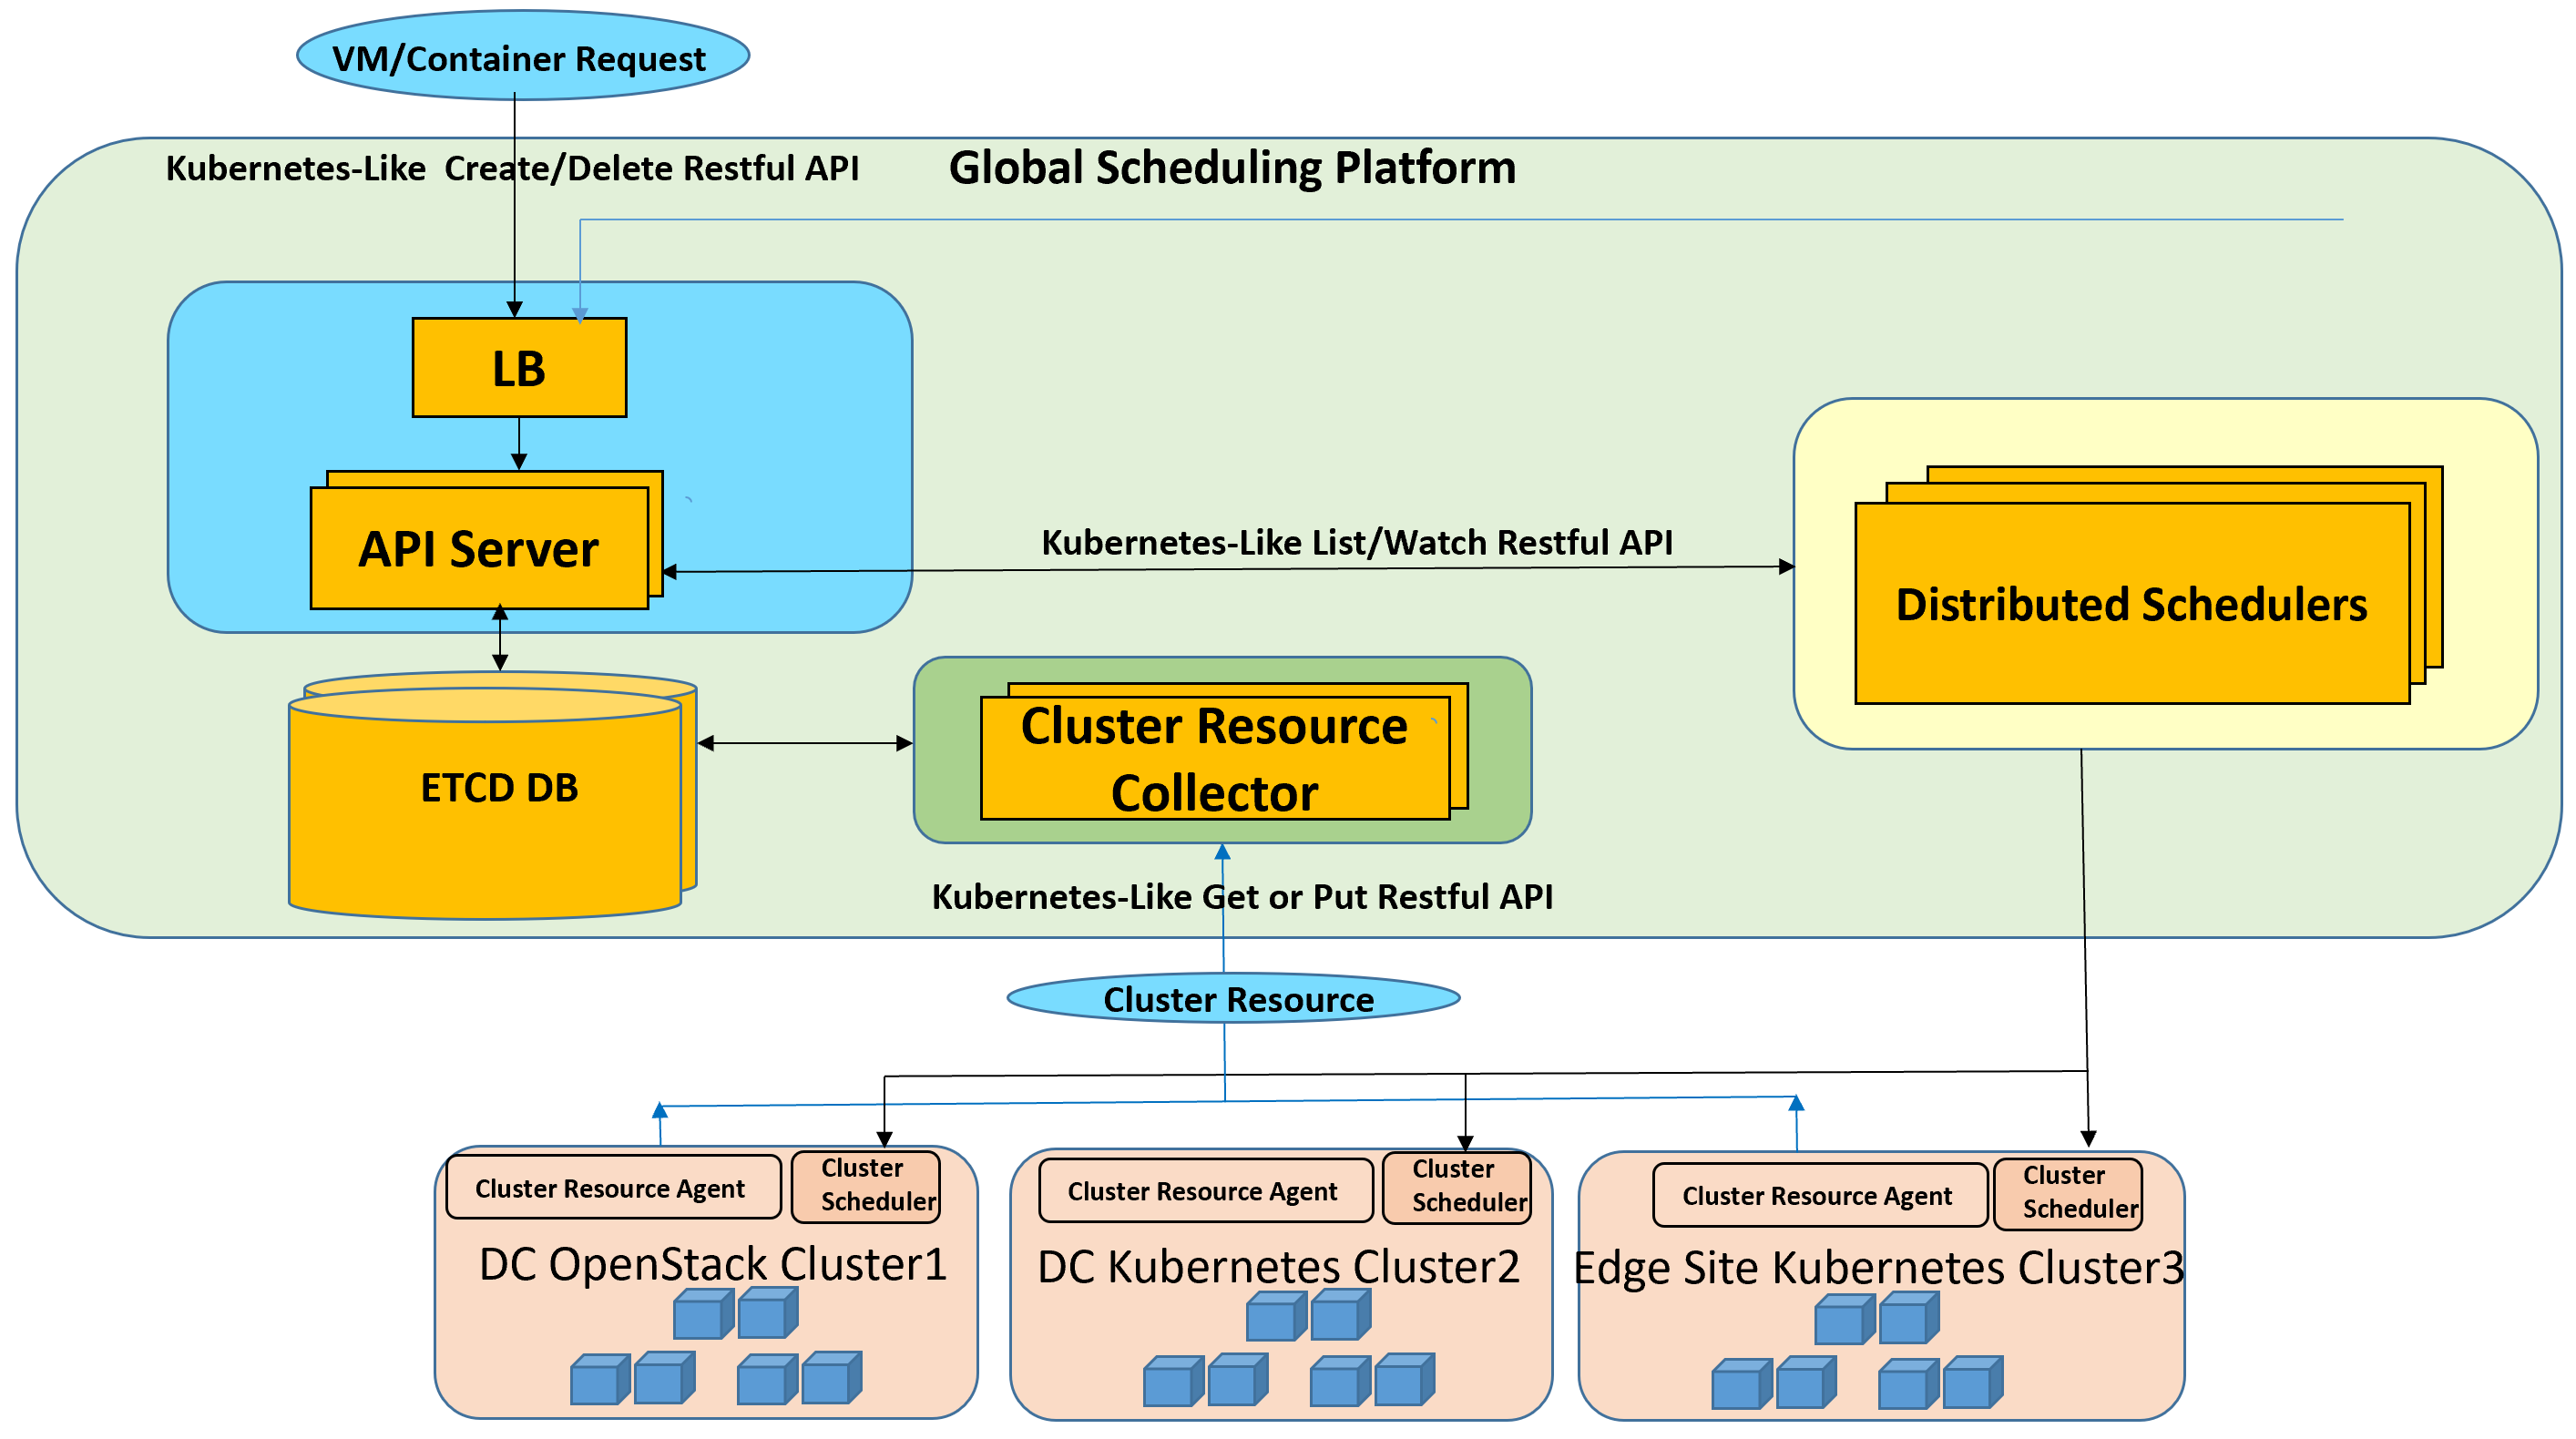 VM/Container Request
Kubernetes-Like  Create/Delete Restful API
Global Scheduling Platform
LB
API Server
Kubernetes-Like List/Watch Restful API
Distributed Schedulers
ETCD DB
Cluster Resource
Collector
Kubernetes-Like Get or Put Restful API
Cluster Resource
Cluster Resource Agent
Cluster
Scheduler
DC OpenStack Cluster1
Cluster Resource Agent
Cluster
Scheduler
DC Kubernetes Cluster2
Cluster Resource Agent
Cluster
Scheduler
Edge Site Kubernetes Cluster3